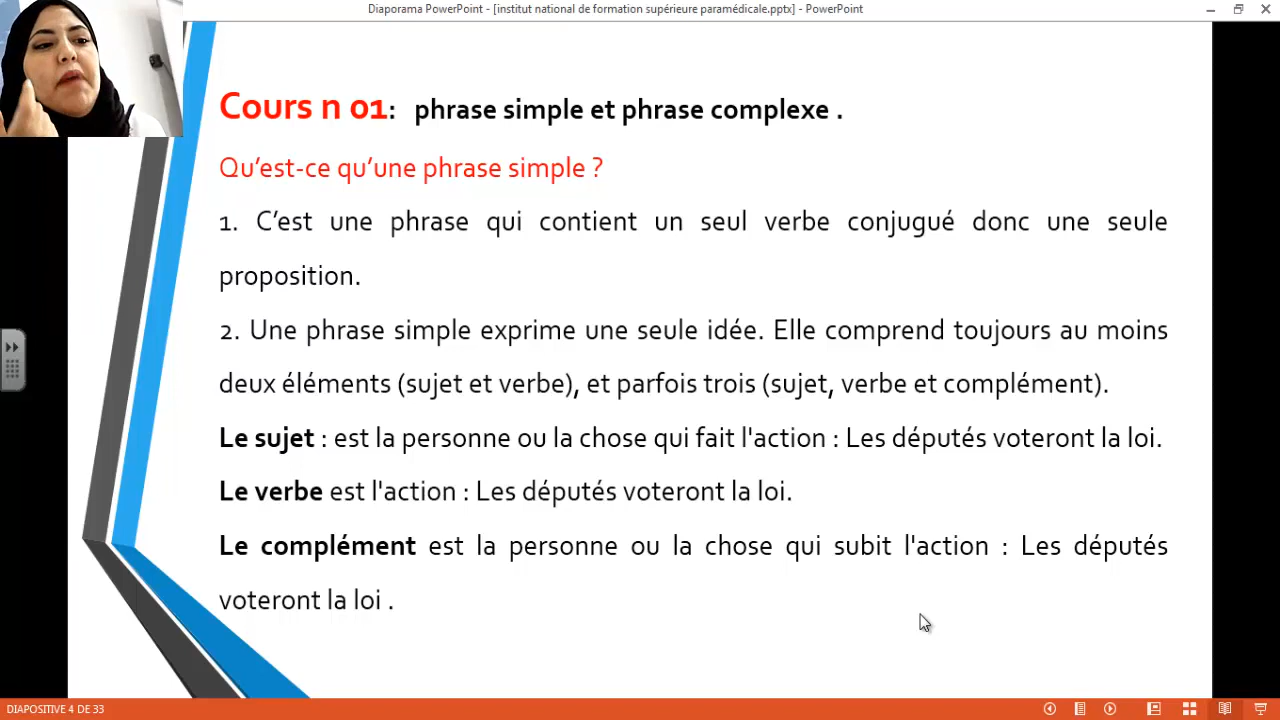 Diaporama PowerPoint - [institut national de formation supérieure paramédicale.pptx] - PowerPoint
Cours n 01: phrase simple et phrase complexe .
Qu’est-ce qu’une phrase simple ?
1. C’est une phrase qui contient un seul verbe conjugué donc une seule
proposition.
2. Une phrase simple exprime une seule idée. Elle comprend toujours au moins
deux éléments (sujet et verbe), et parfois trois (sujet, verbe et complément).
Le sujet : est la personne ou la chose qui fait l'action : Les députés voteront la loi.
Le verbe est l'action : Les députés voteront la loi.
Le complément est la personne ou la chose qui subit l'action : Les députés
voteront la loi .
DIAPOSITIVE 4 DE 33